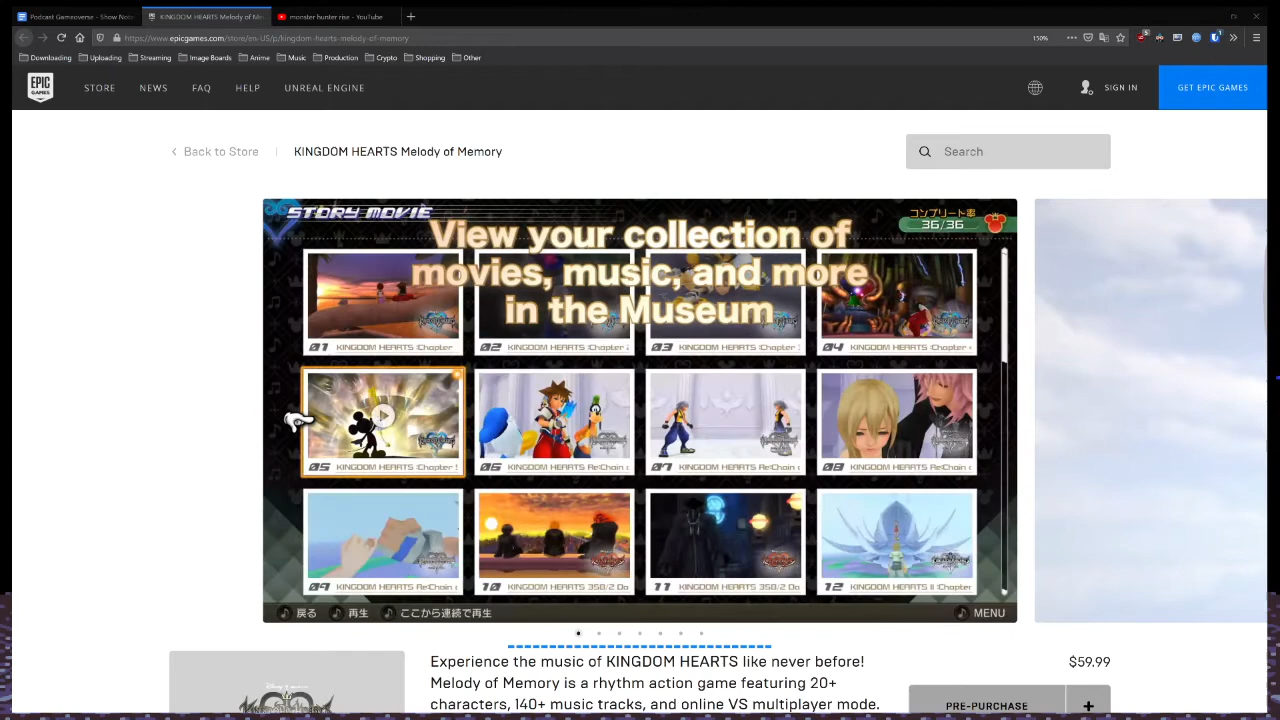 Podcast Gameoverse - Show Note
KINGDOM HEARTS Melody of Me
monster hunter rise - YouTube
https://www.epicgames.com/store/en-US/p/kingdom-hearts-melody-of-memory
150%
Downloading Uploading Streaming Image Boards Anime Music Production Crypto Shopping Other
EPIC GAMES
STORE NEWS FAQ HELP UNREAL ENGINE
SIGN IN
GET EPIC GAMES
Back to Store
KINGDOM HEARTS Melody of Memory
Search
STORY MOVIE
コンプリート率
36/36
View your collection of
movies, music, and more
in the Museum
01 KINGDOM HEARTS :Chapter
02 KINGDOM HEARTS :Chapter
03 KINGDOM HEARTS :Chapter
04 KINGDOM HEARTS :Chapter
05 KINGDOM HEARTS :Chapter
06 KINGDOM HEARTS Re:Chain
07 KINGDOM HEARTS Re:Chain
08 KINGDOM HEARTS Re:Chain
09 KINGDOM HEARTS Re:Chain
10 KINGDOM HEARTS 358/2 Da
11 KINGDOM HEARTS 358/2 Da
12 KINGDOM HEARTS II :Chapter
戻る 再生 ここから連続で再生
MENU
Experience the music of KINGDOM HEARTS like never before!
Melody of Memory is a rhythm action game featuring 20+
characters, 140+ music tracks, and online VS multiplayer mode.
$59.99
PRE-PURCHASE
+